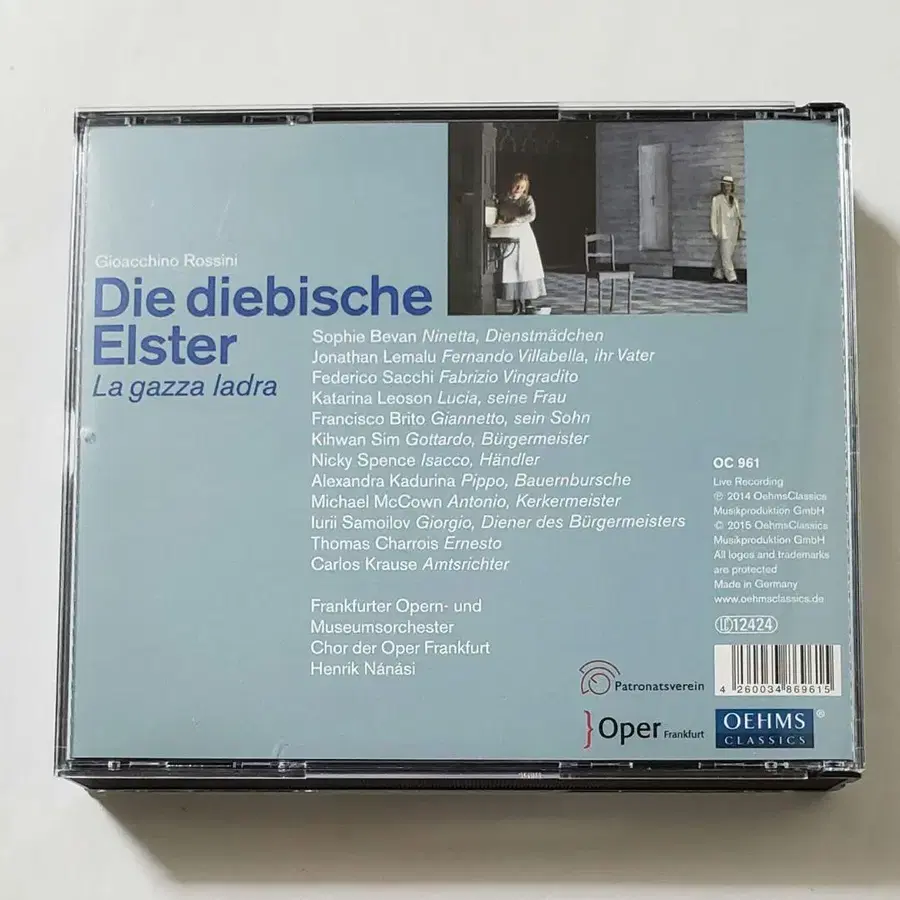 Gioacchino Rossini
Die diebische
Elster
La gazza ladra
Sophie Bevan Ninetta, Dienstmädchen
Jonathan Lemalu Fernando Villabella, ihr Vater
Federico Sacchi Fabrizio Vingradito
Katarina Leoson Lucia, seine Frau
Francisco Brito Giannetto, sein Sohn
Kihwan Sim Gottardo, Bürgermeister
Nicky Spence Isacco, Händler
Alexandra Kadurina Pippo, Bauernbursche
Michael McCown Antonio, Kerkermeister
Iurii Samoilov Giorgio, Diener des Bürgermeisters
Thomas Charrois Ernesto
Carlos Krause Amtsrichter
Frankfurter Opern- und
Museumsorchester
Chor der Oper Frankfurt
Henrik Nánási
OC 961
Live Recording
℗ 2014 OehmsClassics
Musikproduktion GmbH
© 2015 OehmsClassics
Musikproduktion GmbH
All logos and trademarks
are protected
Made in Germany
www.oehmsclassics.de
LC 12424
4 260034 869615
Patronatsverein
Oper Frankfurt
OEHMS ®
CLASSICS